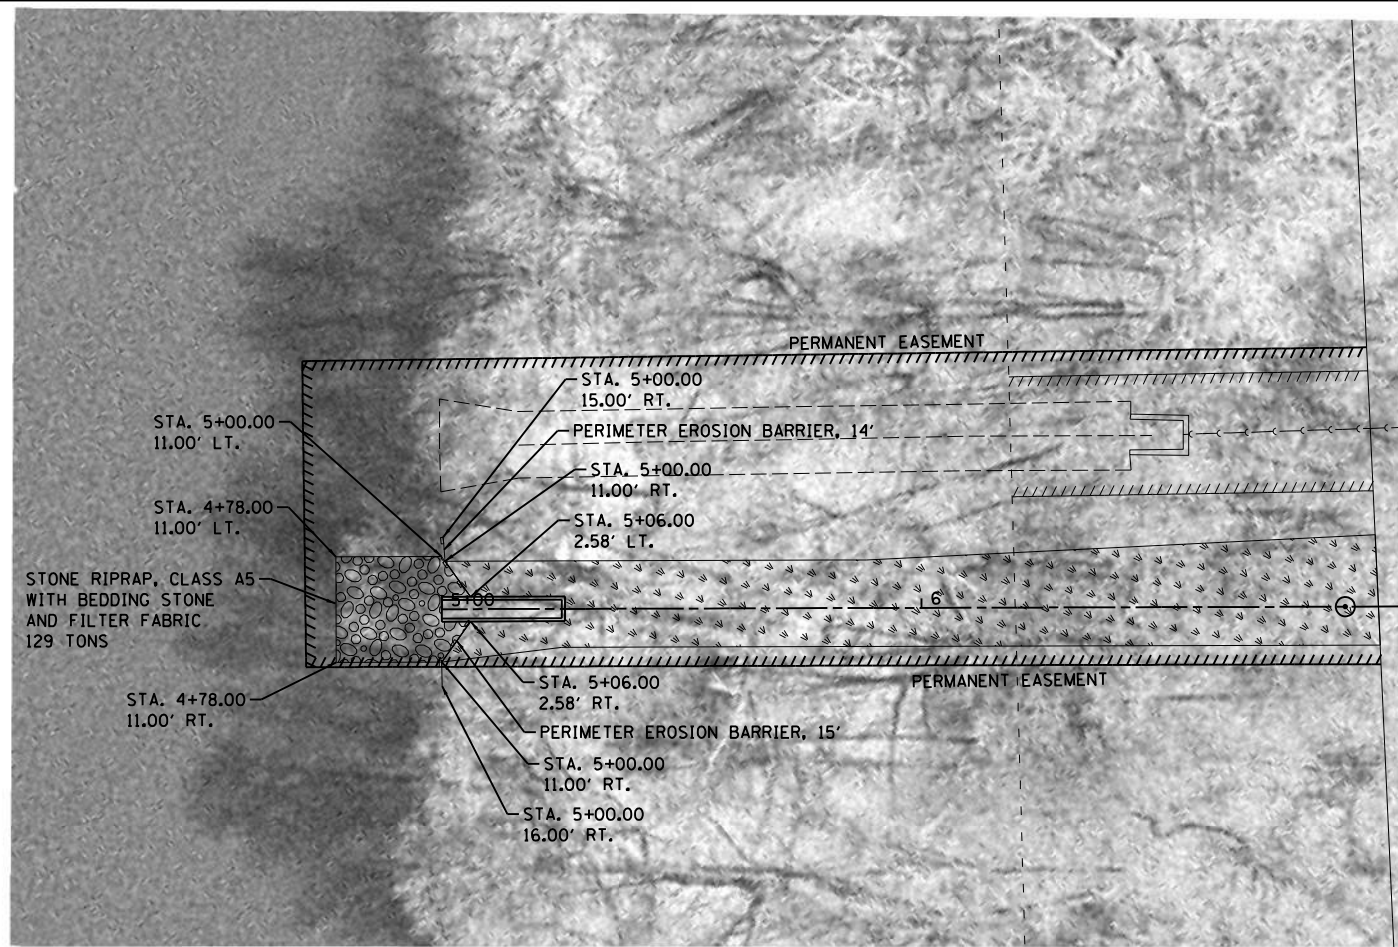 PERMANENT EASEMENT
STA. 5+00.00
15.00' RT.
STA. 5+00.00
11.00' LT.
PERIMETER EROSION BARRIER, 14'
STA. 5+00.00
11.00' RT.
STA. 4+78.00
11.00' LT.
STA. 5+06.00
2.58' LT.
STONE RIPRAP, CLASS A5
WITH BEDDING STONE
AND FILTER FABRIC
129 TONS
5+00
6
STA. 4+78.00
11.00' RT.
STA. 5+06.00
2.58' RT.
PERMANENT EASEMENT
PERIMETER EROSION BARRIER, 15'
STA. 5+00.00
11.00' RT.
STA. 5+00.00
16.00' RT.